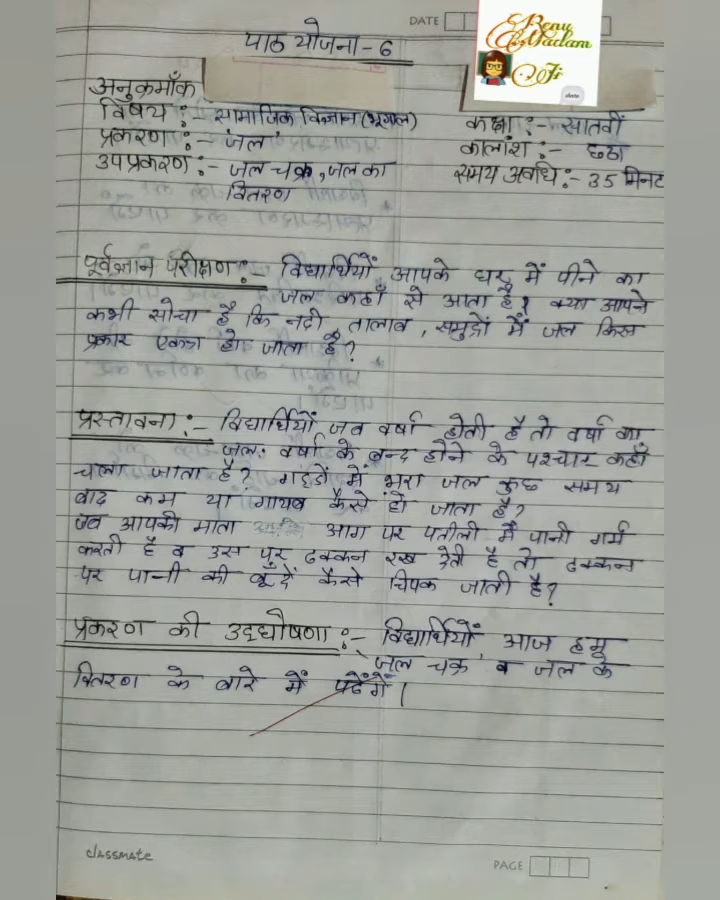 DATE
Renu
Madam
पाठ योजना - 6
अनुक्रमाँक
विषय :- सामाजिक विज्ञान (भूगोल)
कक्षा :- सातवीं
प्रकरण :- 'जल'
कालांश :- छठा
उपप्रकरण :- जल चक्र, जल का
वितरण
समय अवधि :- 35 मिनट
पूर्वज्ञान परीक्षण :- विद्यार्थियों आपके घर में पीने का
जल कहाँ से आता है? क्या आपने
कभी सोचा है कि नदी तालाब, समुद्रों में जल किस
प्रकार एकत्र हो जाता है?
प्रस्तावना :- विद्यार्थियों जब वर्षा होती है तो वर्षा का
जल वर्षा के बन्द होने के पश्चात् कहाँ
चला जाता है? गड्डों में भरा जल कुछ समय
बाद कम या गायब कैसे हो जाता है?
जब आपकी माता आग पर पतीली में पानी गर्म
करती है व उस पर ढक्कन रख देती है तो ढक्कन
पर पानी की बूँदें कैसे चिपक जाती है?
प्रकरण की उद्घोषणा :- विद्यार्थियों आज हम
'जल चक्र' व जल के
वितरण के बारे में पढ़ेंगें।
classmate
PAGE